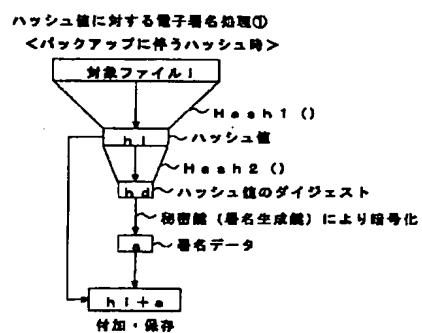 ハッシュ値に対する電子署名処理①
<バックアップに伴うハッシュ時>
対象ファイルi
Hash1()
hi
ハッシュ値
Hash2()
hd
ハッシュ値のダイジェスト
秘密鍵(署名生成鍵)により暗号化
署名データ
hi+a
付加・保存